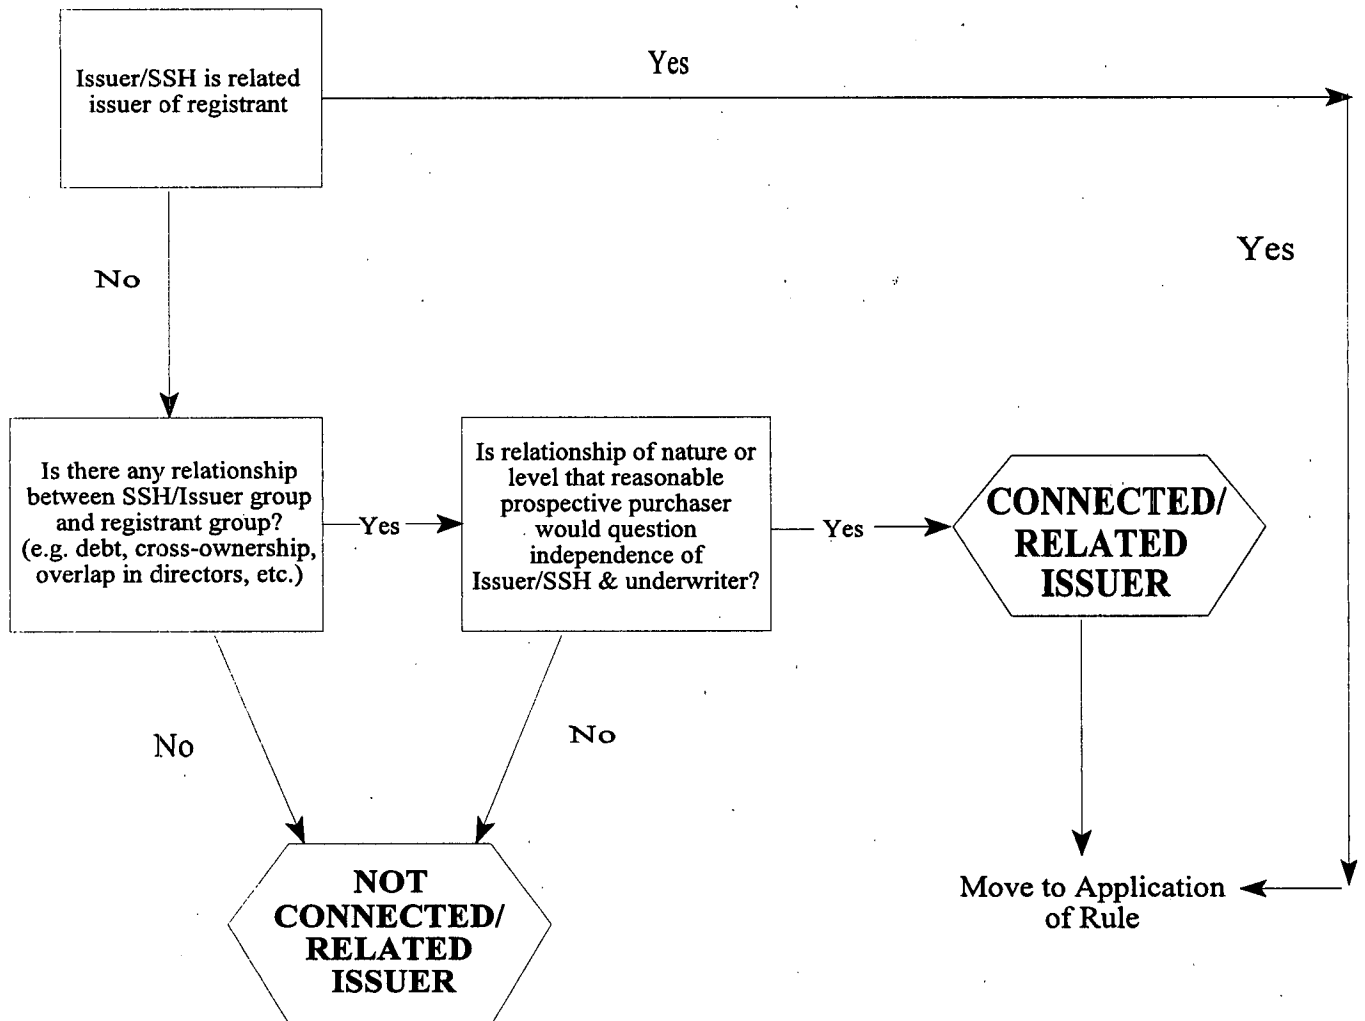 Issuer/SSH is related
issuer of registrant
Yes
Yes
No
Is there any relationship
between SSH/Issuer group
and registrant group?
(e.g. debt, cross-ownership,
overlap in directors, etc.)
Yes
Is relationship of nature or
level that reasonable
prospective purchaser
would question
independence of
Issuer/SSH & underwriter?
Yes
CONNECTED/
RELATED
ISSUER
No
No
NOT
CONNECTED/
RELATED
ISSUER
Move to Application
of Rule